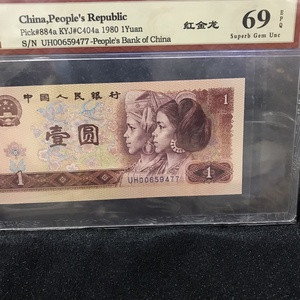 China,People's Republic
Pick#884a KYJ#C404a 1980 1Yuan
S/N UH00659477-People's Bank of China
红金龙
69
EPQ
Superb Gem Unc
中国人民银行
1
壹圆
UH00659477
1
1